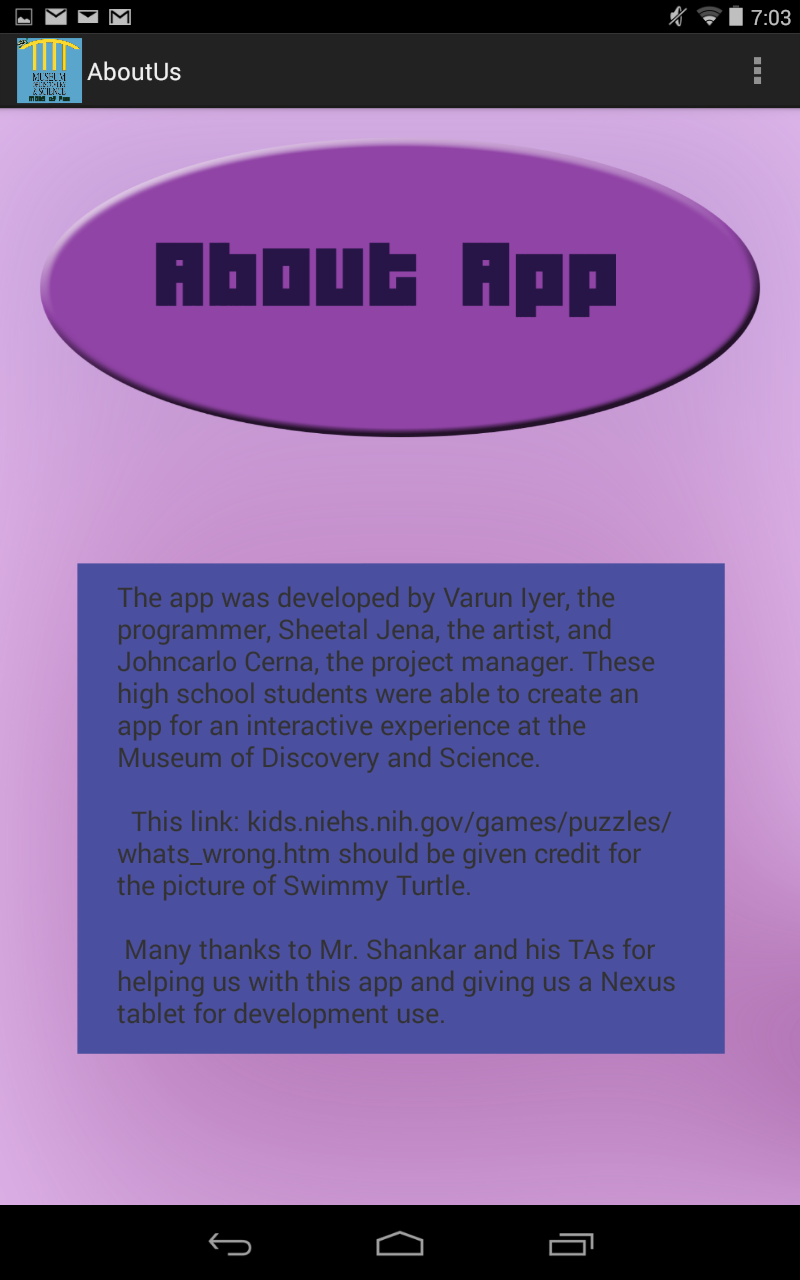 7:03
MUSEUM
& SCIENCE
AboutUs
About App
The app was developed by Varun Iyer, the
programmer, Sheetal Jena, the artist, and
Johncarlo Cerna, the project manager. These
high school students were able to create an
app for an interactive experience at the
Museum of Discovery and Science.
This link: kids.niehs.nih.gov/games/puzzles/
whats_wrong.htm should be given credit for
the picture of Swimmy Turtle.
Many thanks to Mr. Shankar and his TAs for
helping us with this app and giving us a Nexus
tablet for development use.